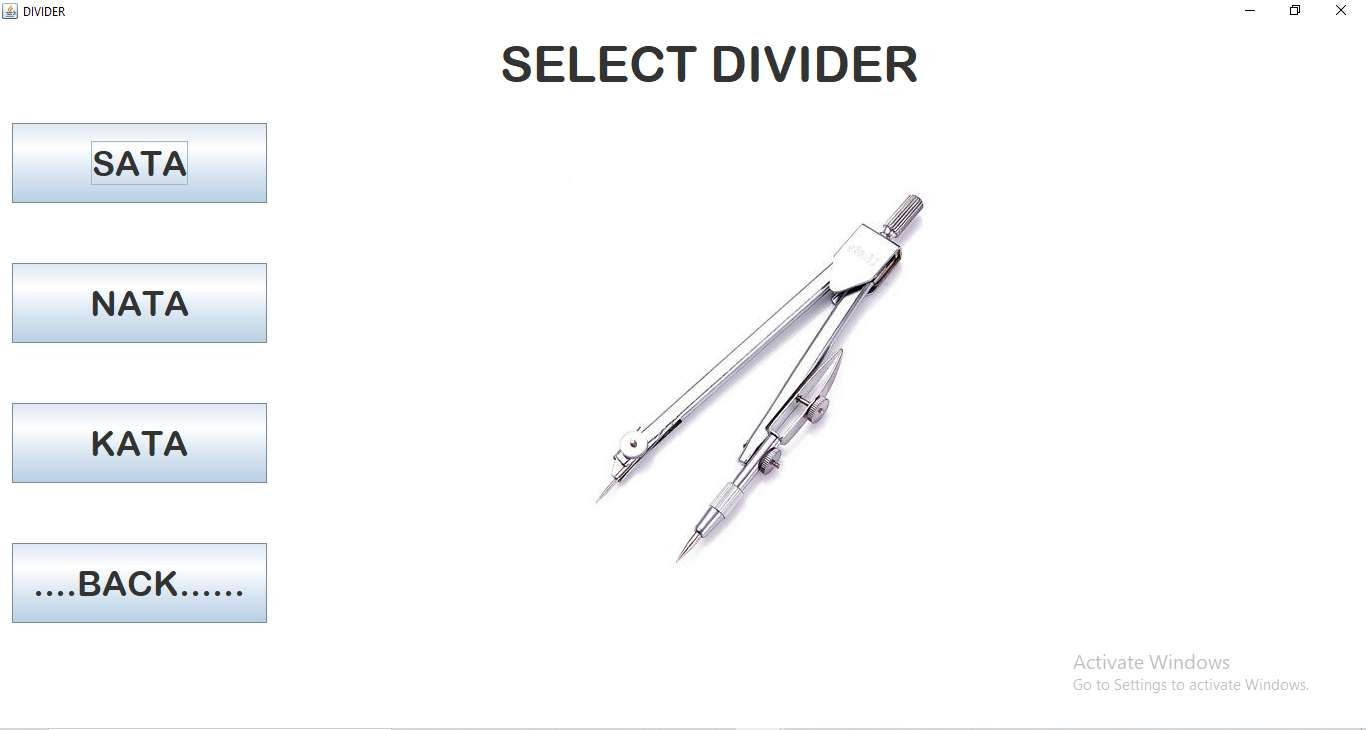 DIVIDER
SELECT DIVIDER
SATA
NATA
KATA
....BACK......
Activate Windows
Go to Settings to activate Windows.